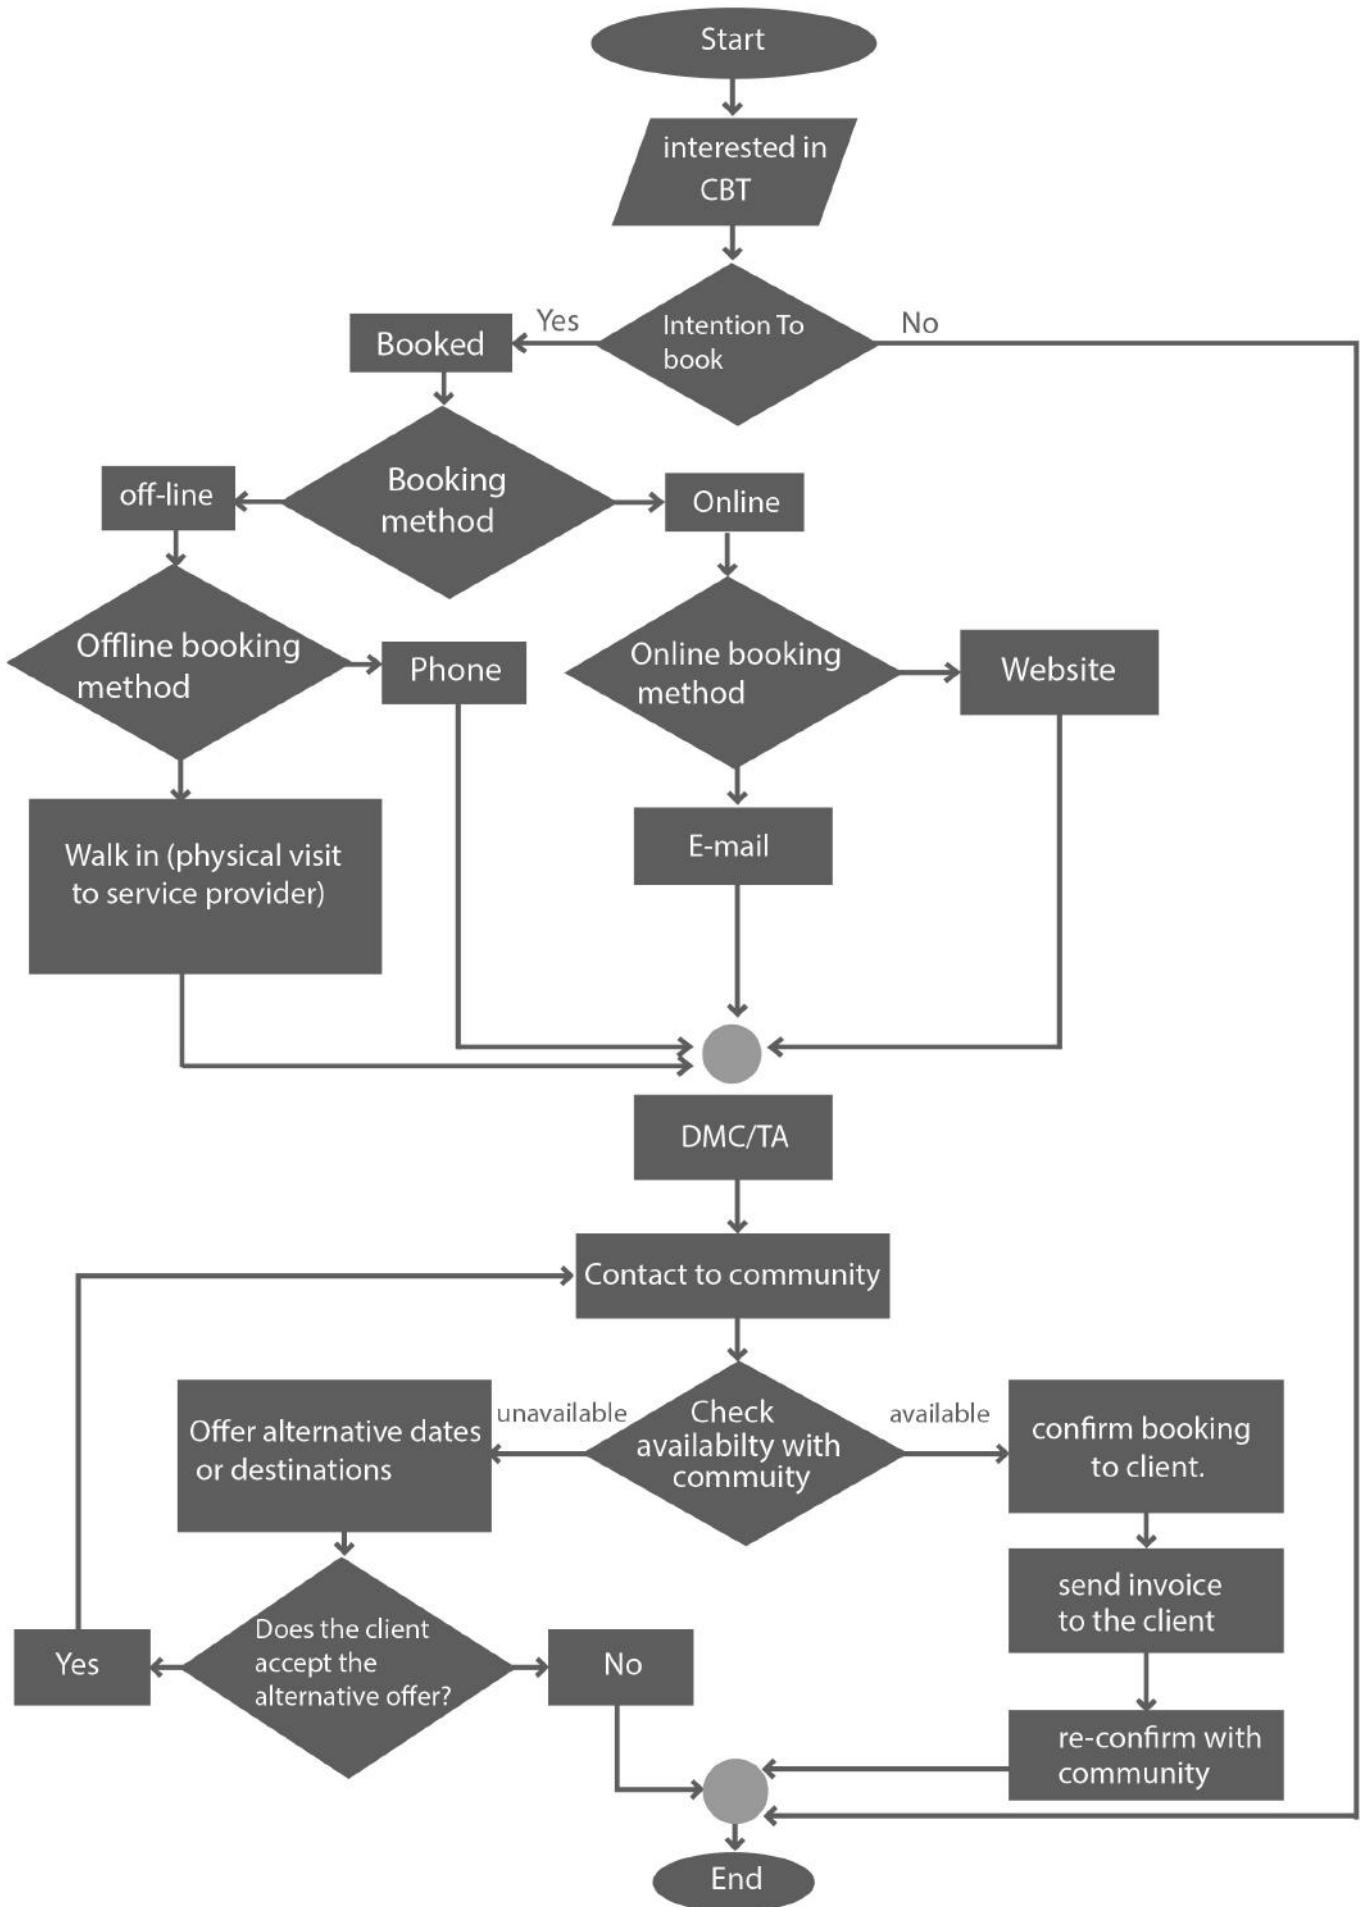 Start
interested in
CBT
Intention To
book
Yes
No
Booked
Booking
method
off-line
Online
Offline booking
method
Phone
Online booking
method
Website
Walk in (physical visit
to service provider)
E-mail
DMC/TA
Contact to community
Check
availabilty with
commuity
unavailable
available
Offer alternative dates
or destinations
confirm booking
to client.
send invoice
to the client
Does the client
accept the
alternative offer?
Yes
No
re-confirm with
community
End